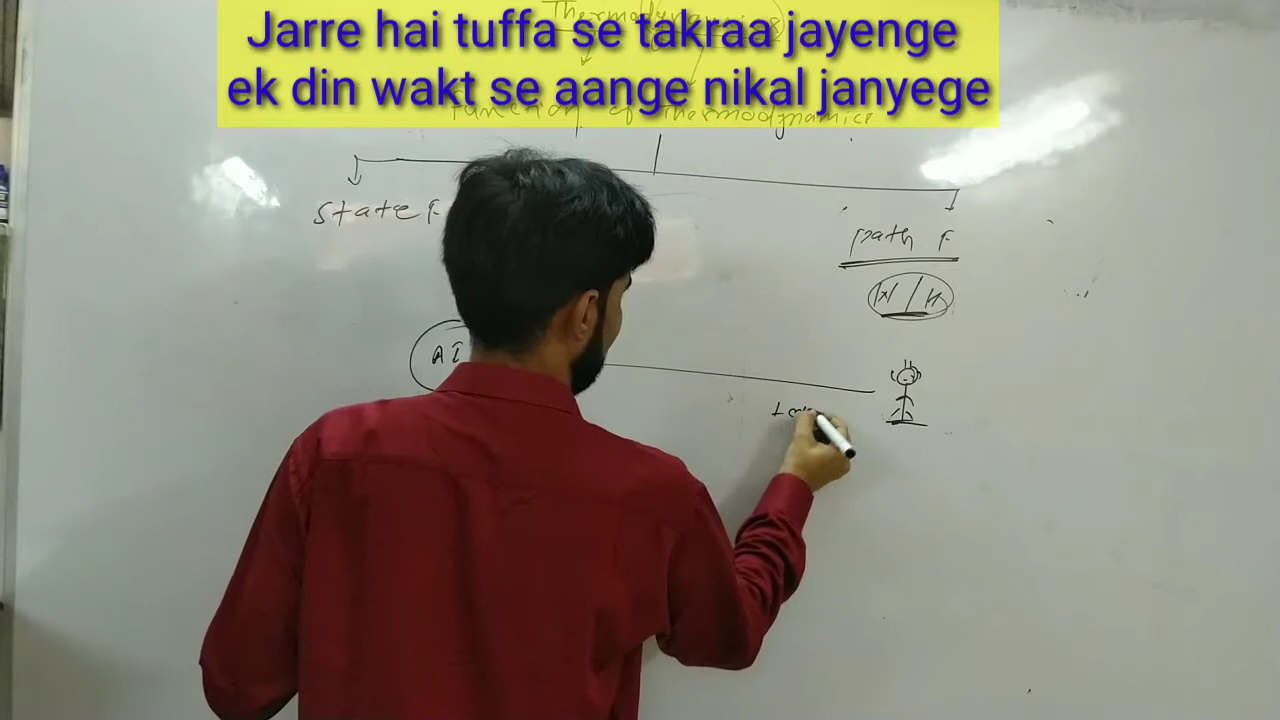 Thermodynamics
Jarre hai tuffa se takraa jayenge
ek din wakt se aange nikal janyege
Function of Thermodynamics
State F
path F
W / H
AI